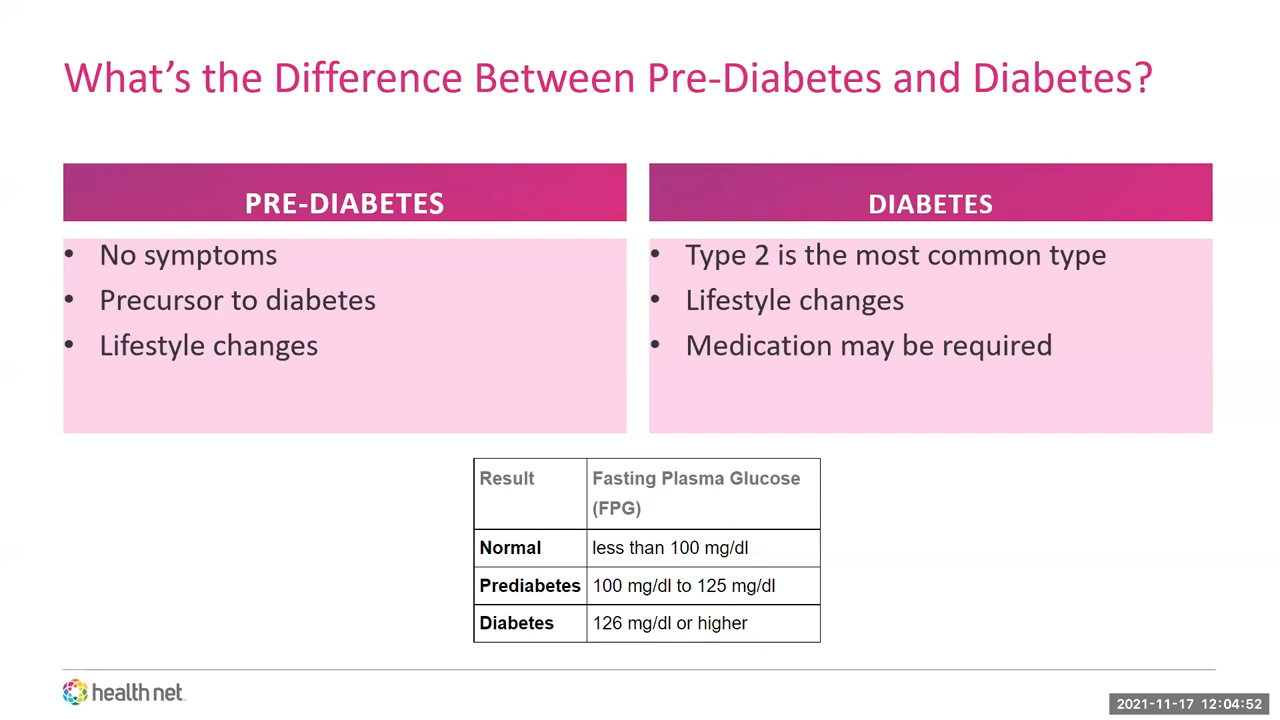 What's the Difference Between Pre-Diabetes and Diabetes?
PRE-DIABETES
• No symptoms
• Precursor to diabetes
• Lifestyle changes
DIABETES
• Type 2 is the most common type
• Lifestyle changes
• Medication may be required
Result Fasting Plasma Glucose
(FPG)
Normal less than 100 mg/dl
Prediabetes 100 mg/dl to 125 mg/dl
Diabetes 126 mg/dl or higher
health net
2021-11-17 12:04:52